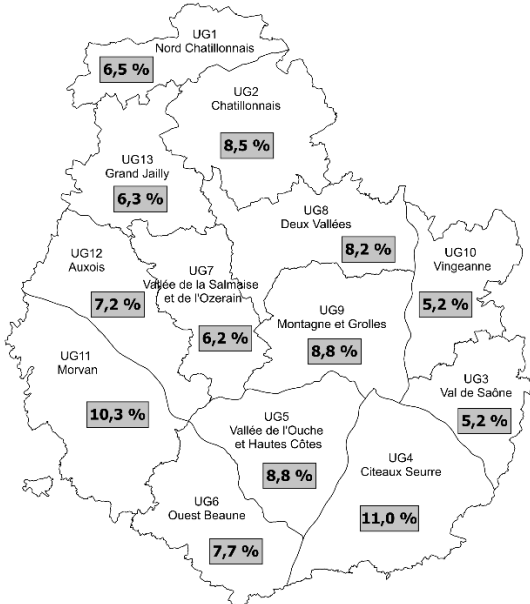 UG1
Nord Chatillonnais
6,5 %
UG2
Chatillonnais
8,5 %
UG13
Grand Jailly
6,3 %
UG8
Deux Vallées
8,2 %
UG12
Auxois
7,2 %
UG7
Vallée de la Salmaise
et de l'Ozerain
6,2 %
UG10
Vingeanne
5,2 %
UG9
Montagne et Grolles
8,8 %
UG11
Morvan
10,3 %
UG3
Val de Saône
5,2 %
UG5
Vallée de l'Ouche
et Hautes Côtes
8,8 %
UG4
Citeaux Seurre
11,0 %
UG6
Ouest Beaune
7,7 %